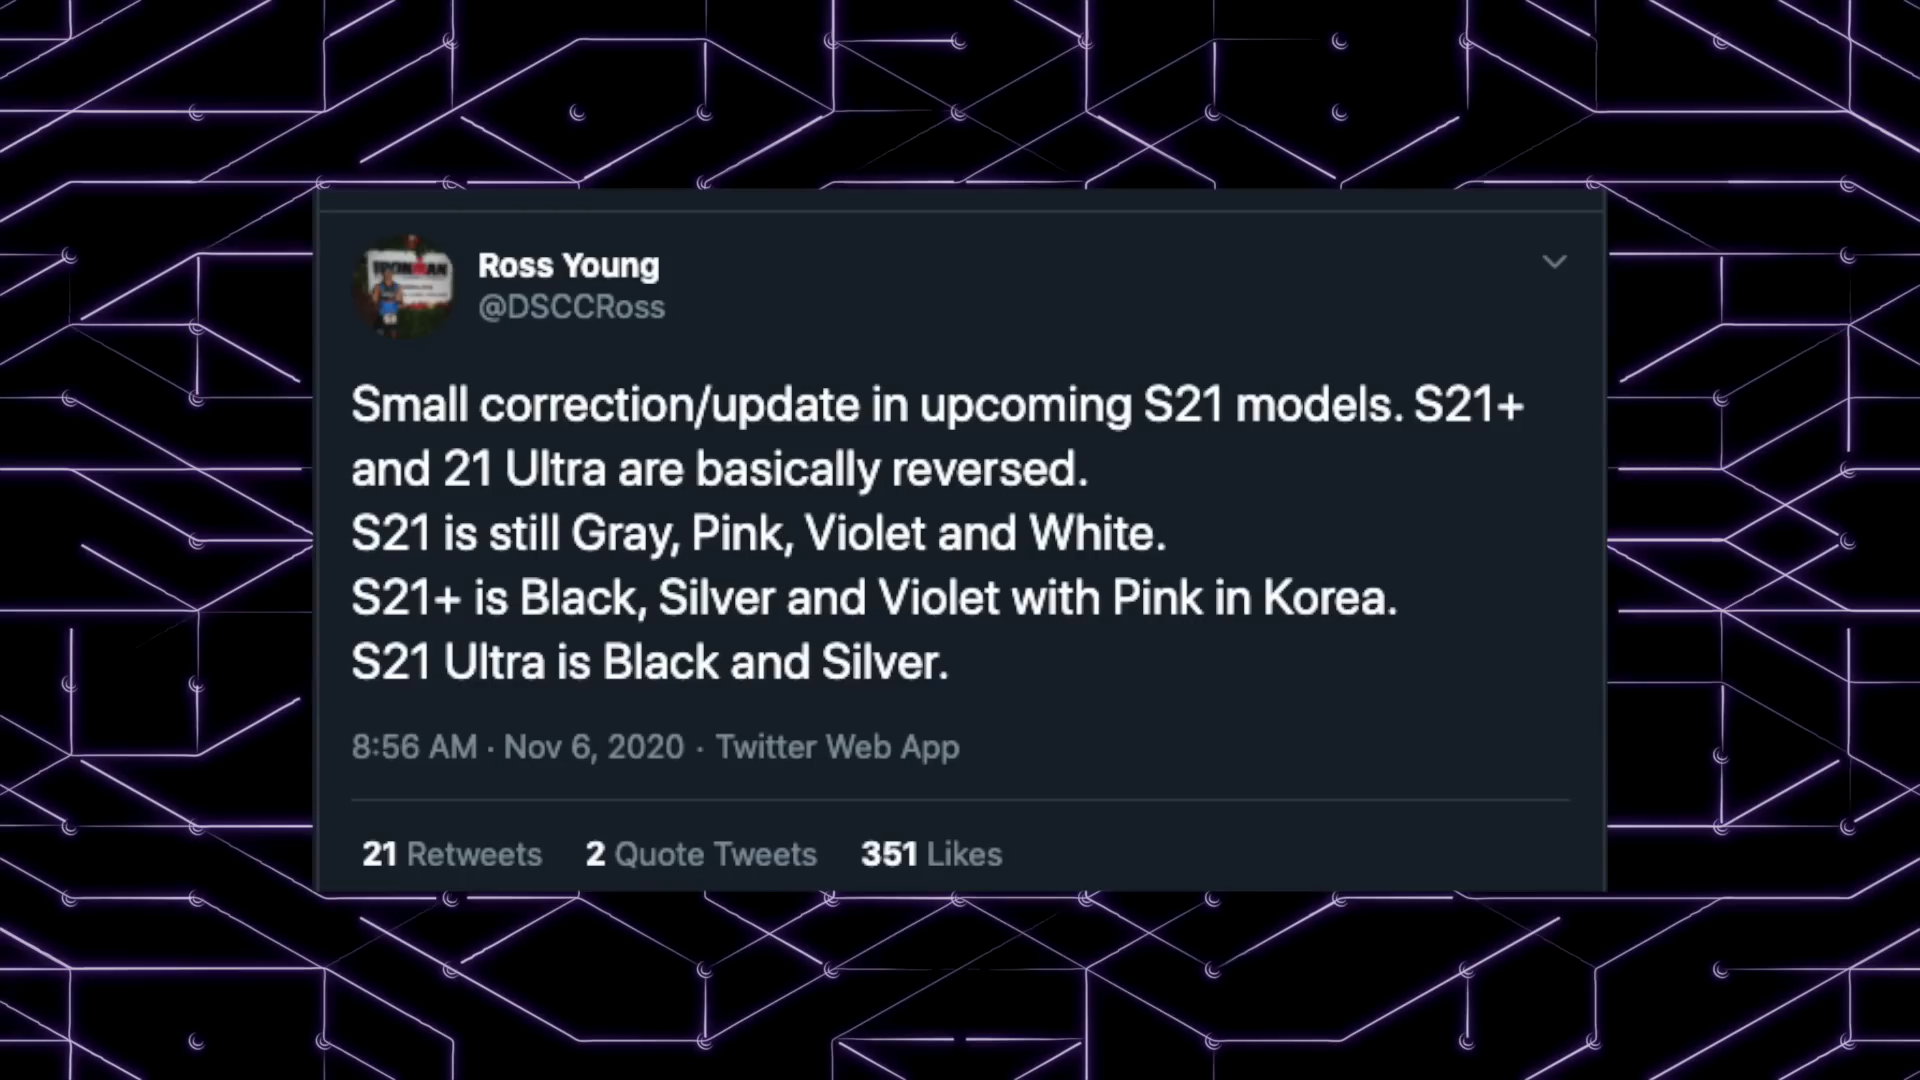 IRONMAN
Ross Young
@DSCCRoss
Small correction/update in upcoming S21 models. S21+
and 21 Ultra are basically reversed.
S21 is still Gray, Pink, Violet and White.
S21+ is Black, Silver and Violet with Pink in Korea.
S21 Ultra is Black and Silver.
8:56 AM · Nov 6, 2020 · Twitter Web App
21 Retweets 2 Quote Tweets 351 Likes